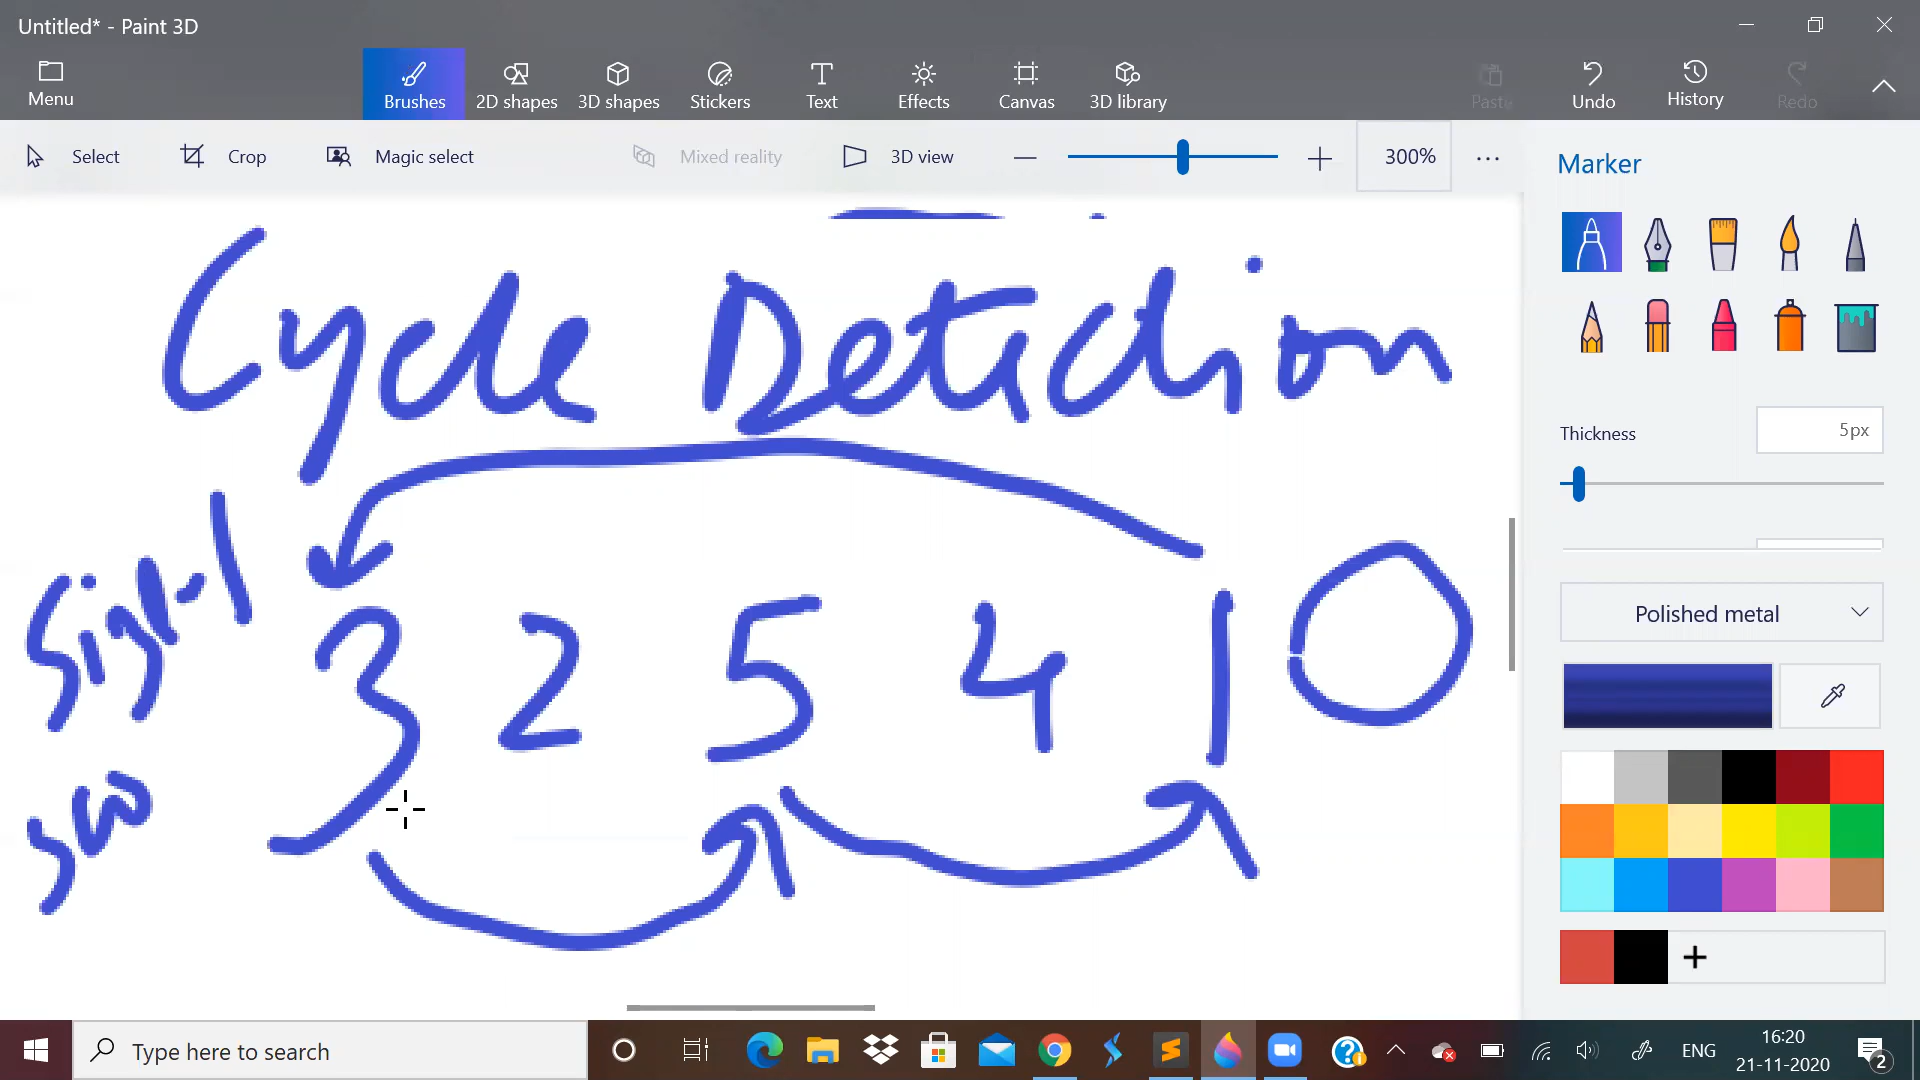 Untitled* - Paint 3D
Menu
Brushes 2D shapes 3D shapes Stickers Text Effects Canvas 3D library Paste Undo History Redo
Select Crop Magic select Mixed reality 3D view 300%
Marker
Thickness 5px
Polished metal
Cycle Detection
3 2 5 4 1 0
Type here to search
ENG
16:20
21-11-2020
2